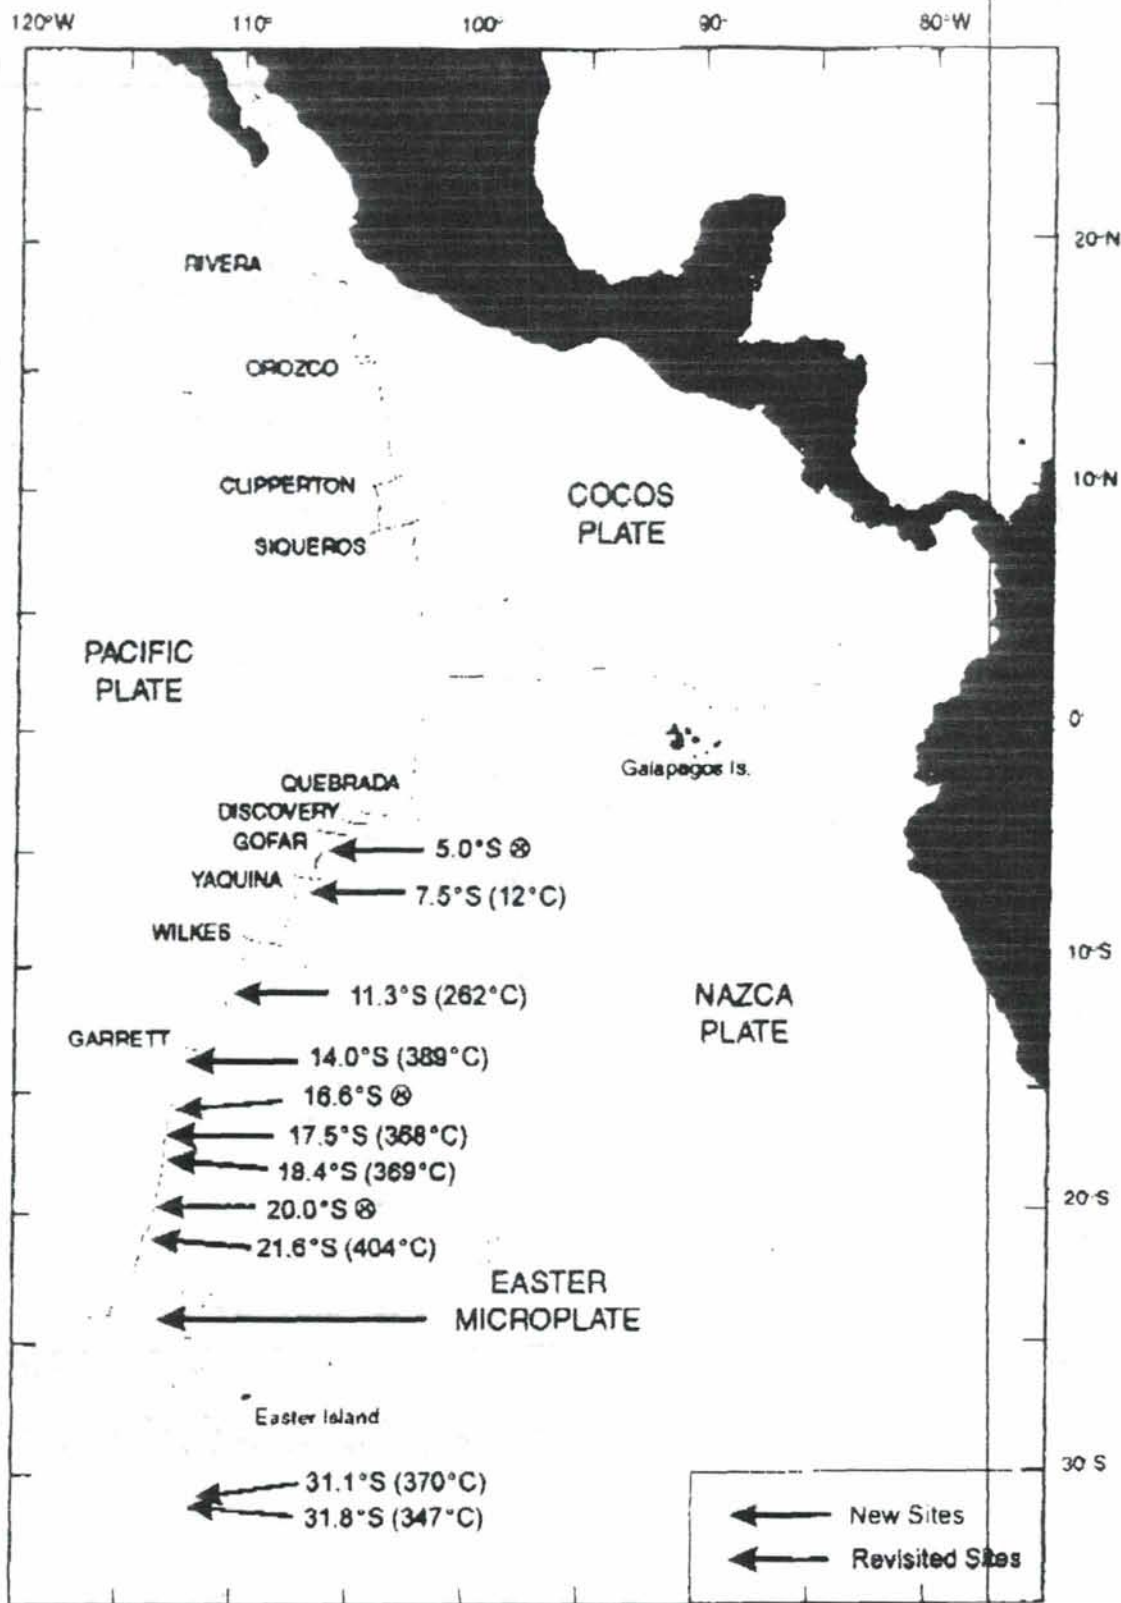 120°W 110° 100° 90° 80°W
20°N
RIVERA
OROZCO
CLIPPERTON
10°N
COCOS
PLATE
SIQUEROS
PACIFIC
PLATE
0°
Galapagos Is.
QUEBRADA
DISCOVERY
GOFAR
5.0°S ⊗
YAQUINA
7.5°S (12°C)
WILKES
10°S
11.3°S (262°C)
NAZCA
PLATE
GARRETT
14.0°S (389°C)
16.6°S ⊗
17.5°S (368°C)
18.4°S (369°C)
20°S
20.0°S ⊗
21.6°S (404°C)
EASTER
MICROPLATE
Easter Island
30°S
31.1°S (370°C)
31.8°S (347°C)
New Sites
Revisited Sites